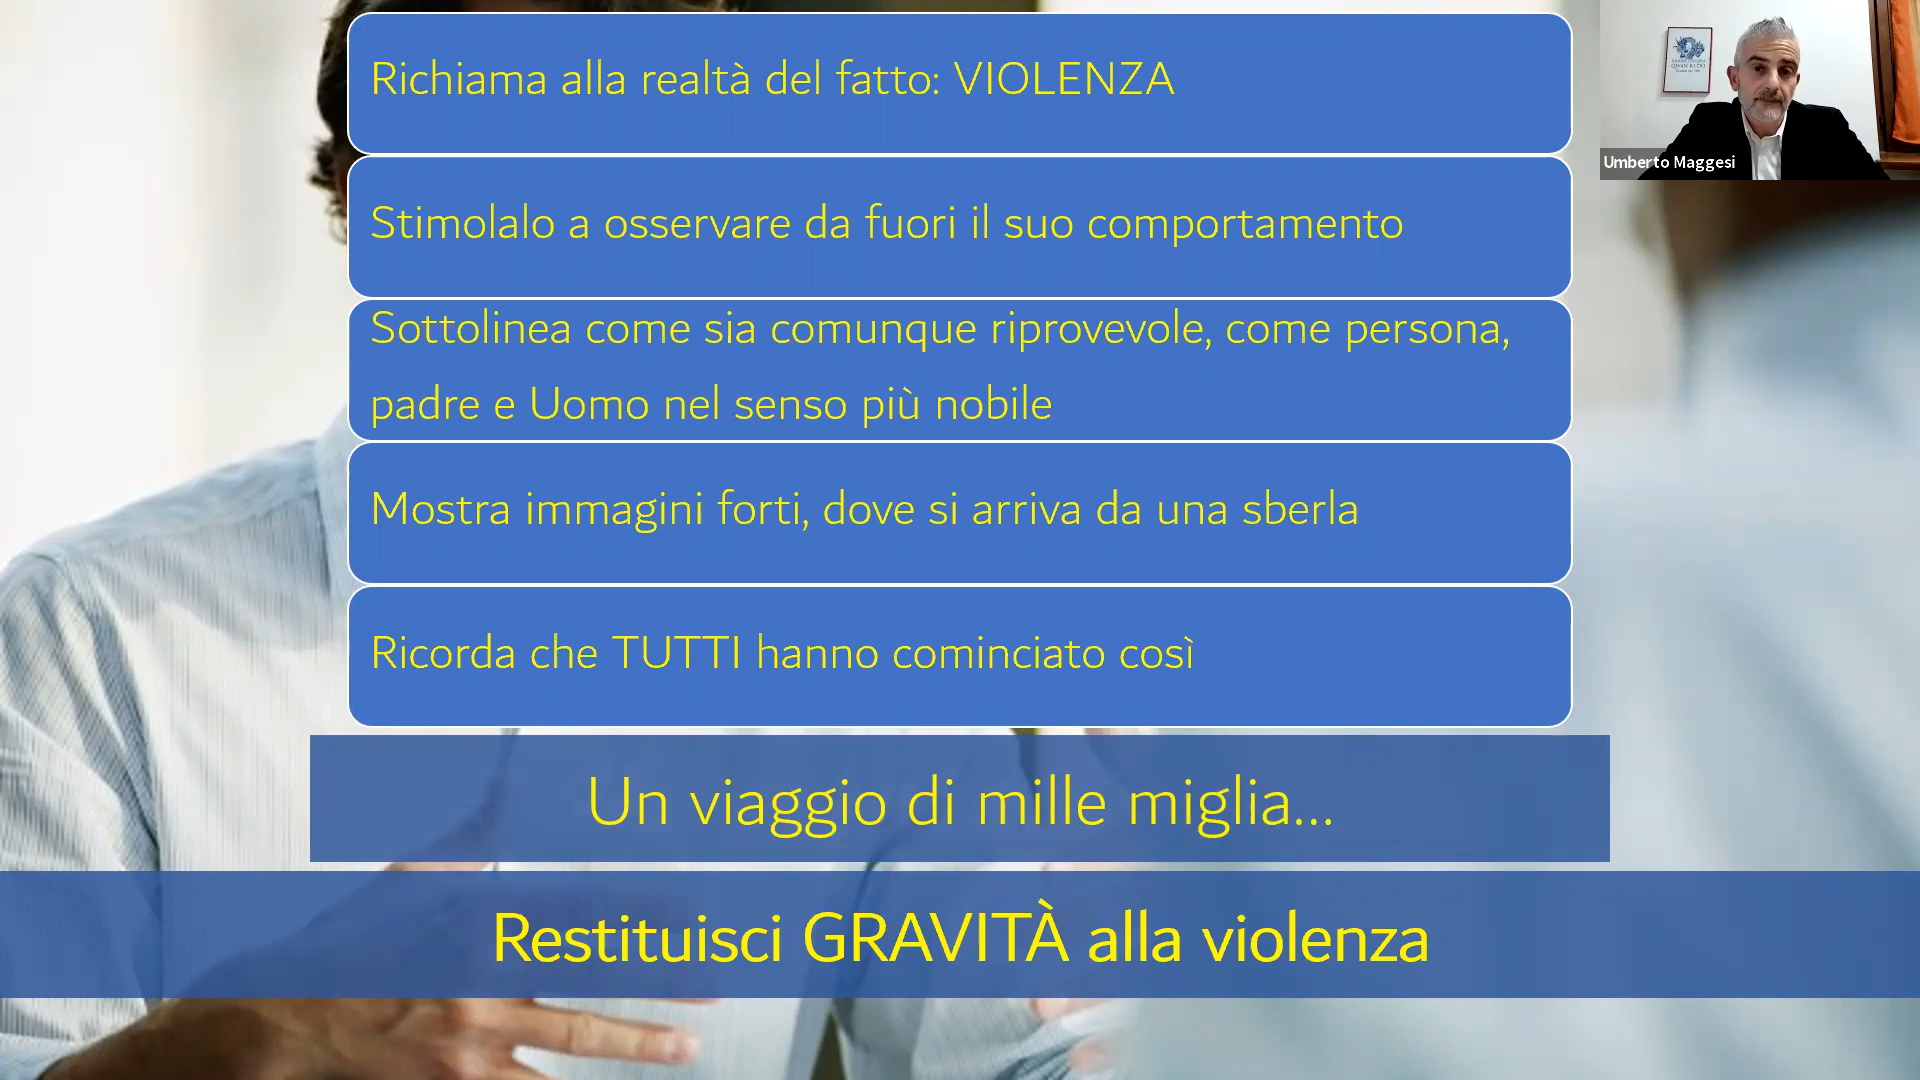 Richiama alla realtà del fatto: VIOLENZA
Umberto Maggesi
Stimolalo a osservare da fuori il suo comportamento
Sottolinea come sia comunque riprovevole, come persona,
padre e Uomo nel senso più nobile
Mostra immagini forti, dove si arriva da una sberla
Ricorda che TUTTI hanno cominciato così
Un viaggio di mille miglia...
Restituisci GRAVITÀ alla violenza